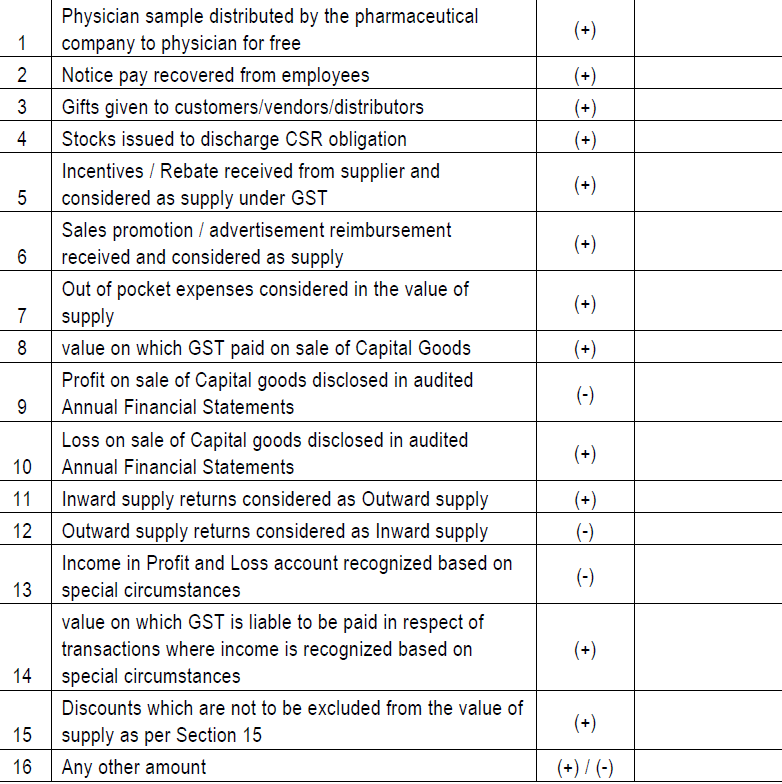 Physician sample distributed by the pharmaceutical
1 company to physician for free (+)
2 Notice pay recovered from employees (+)
3 Gifts given to customers/vendors/distributors (+)
4 Stocks issued to discharge CSR obligation (+)
Incentives / Rebate received from supplier and
5 considered as supply under GST (+)
Sales promotion / advertisement reimbursement
6 received and considered as supply (+)
Out of pocket expenses considered in the value of
7 supply (+)
8 value on which GST paid on sale of Capital Goods (+)
Profit on sale of Capital goods disclosed in audited
9 Annual Financial Statements (-)
Loss on sale of Capital goods disclosed in audited
10 Annual Financial Statements (+)
11 Inward supply returns considered as Outward supply (+)
12 Outward supply returns considered as Inward supply (-)
Income in Profit and Loss account recognized based on
13 special circumstances (-)
value on which GST is liable to be paid in respect of
transactions where income is recognized based on (+)
14 special circumstances
Discounts which are not to be excluded from the value of
15 supply as per Section 15 (+)
16 Any other amount (+) / (-)